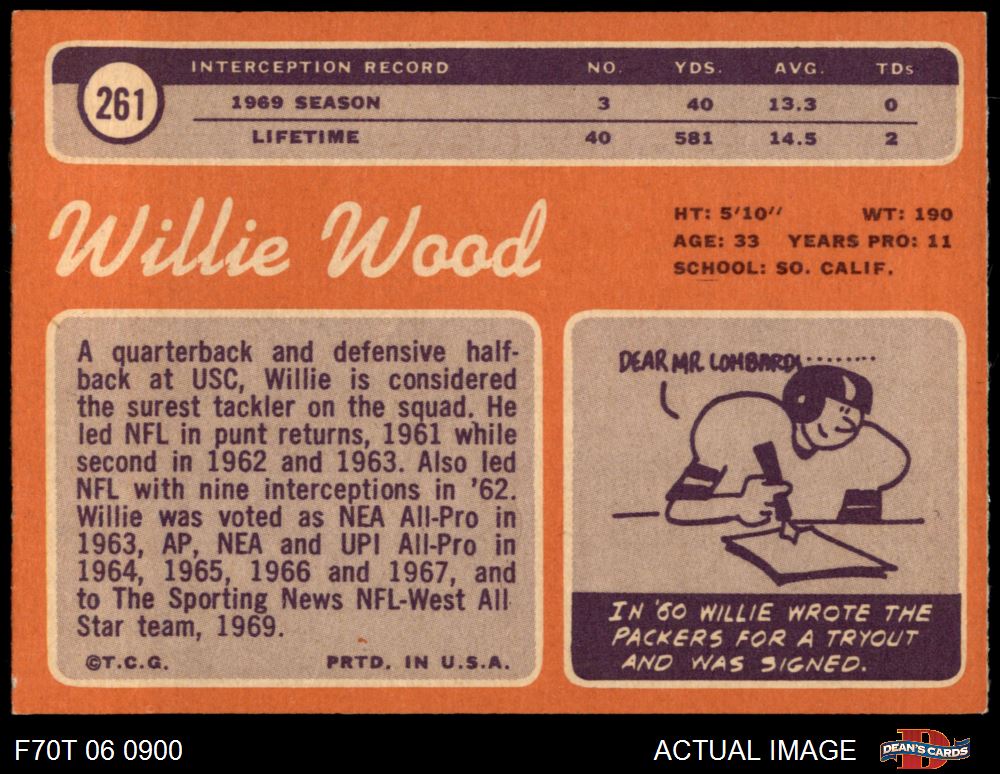 261
INTERCEPTION RECORD NO. YDS. AVG. TDs
1969 SEASON 3 40 13.3 0
LIFETIME 40 581 14.5 2
Willie Wood
HT: 5'10" WT: 190
AGE: 33 YEARS PRO: 11
SCHOOL: SO. CALIF.
A quarterback and defensive half-
back at USC, Willie is considered
the surest tackler on the squad. He
led NFL in punt returns, 1961 while
second in 1962 and 1963. Also led
NFL with nine interceptions in '62.
Willie was voted as NEA All-Pro in
1963, AP, NEA and UPI All-Pro in
1964, 1965, 1966 and 1967, and
to The Sporting News NFL-West All
Star team, 1969.
©T.C.G. PRTD. IN U.S.A.
DEAR MR. LOMBARDI........
IN '60 WILLIE WROTE THE
PACKERS FOR A TRYOUT
AND WAS SIGNED.
F70T 06 0900 ACTUAL IMAGE DEAN'S CARDS